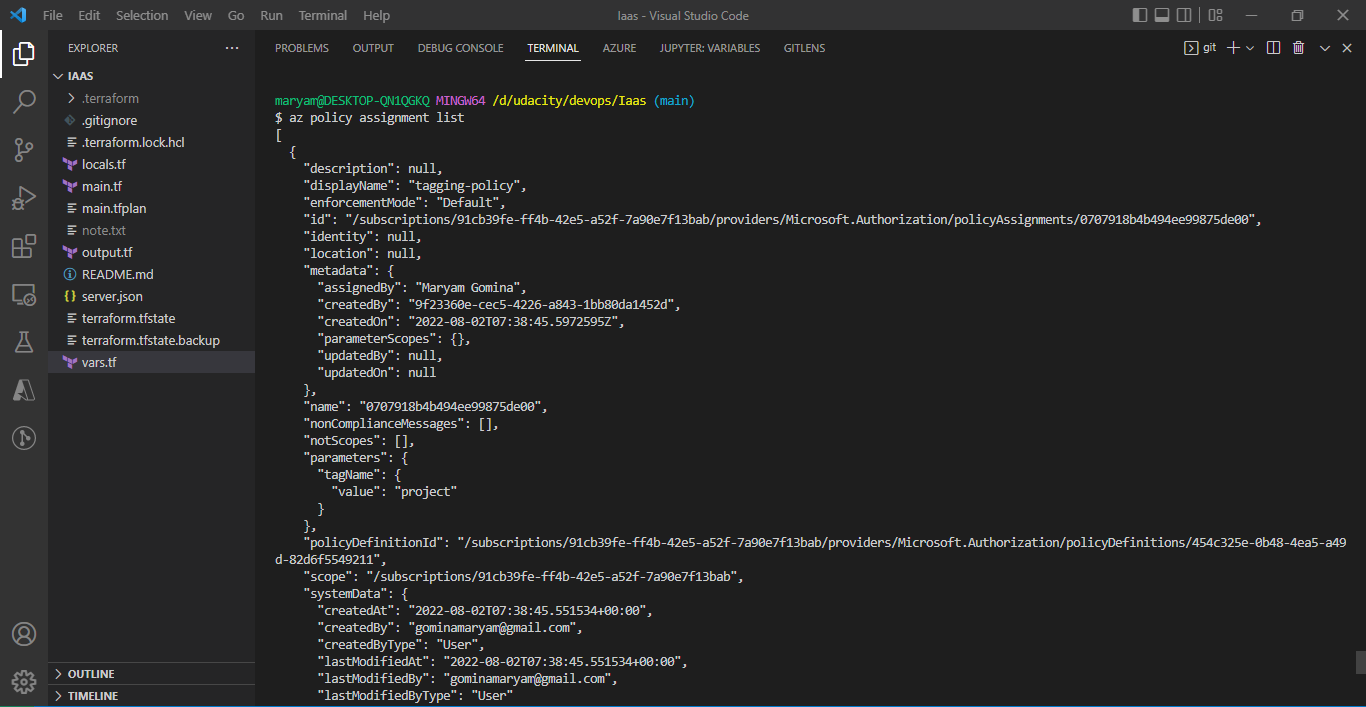 File Edit Selection View Go Run Terminal Help Iaas - Visual Studio Code
EXPLORER
IAAS
.terraform
.gitignore
.terraform.lock.hcl
locals.tf
main.tf
main.tfplan
note.txt
output.tf
README.md
server.json
terraform.tfstate
terraform.tfstate.backup
vars.tf
OUTLINE
TIMELINE
PROBLEMS OUTPUT DEBUG CONSOLE TERMINAL AZURE JUPYTER: VARIABLES GITLENS git
maryam@DESKTOP-QN1QGKQ MINGW64 /d/udacity/devops/Iaas (main)
$ az policy assignment list
[
  {
    "description": null,
    "displayName": "tagging-policy",
    "enforcementMode": "Default",
    "id": "/subscriptions/91cb39fe-ff4b-42e5-a52f-7a90e7f13bab/providers/Microsoft.Authorization/policyAssignments/0707918b4b494ee99875de00",
    "identity": null,
    "location": null,
    "metadata": {
      "assignedBy": "Maryam Gomina",
      "createdBy": "9f23360e-cec5-4226-a843-1bb80da1452d",
      "createdOn": "2022-08-02T07:38:45.5972595Z",
      "parameterScopes": {},
      "updatedBy": null,
      "updatedOn": null
    },
    "name": "0707918b4b494ee99875de00",
    "nonComplianceMessages": [],
    "notScopes": [],
    "parameters": {
      "tagName": {
        "value": "project"
      }
    },
    "policyDefinitionId": "/subscriptions/91cb39fe-ff4b-42e5-a52f-7a90e7f13bab/providers/Microsoft.Authorization/policyDefinitions/454c325e-0b48-4ea5-a49
d-82d6f5549211",
    "scope": "/subscriptions/91cb39fe-ff4b-42e5-a52f-7a90e7f13bab",
    "systemData": {
      "createdAt": "2022-08-02T07:38:45.551534+00:00",
      "createdBy": "gominamaryam@gmail.com",
      "createdByType": "User",
      "lastModifiedAt": "2022-08-02T07:38:45.551534+00:00",
      "lastModifiedBy": "gominamaryam@gmail.com",
      "lastModifiedByType": "User"